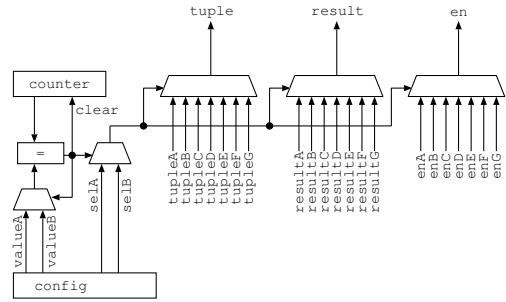 tuple
result
en
counter
clear
=
tupleA
tupleB
tupleC
tupleD
tupleE
tupleF
tupleG
resultA
resultB
resultC
resultD
resultE
resultF
resultG
enA
enB
enC
enD
enE
enF
enG
selA
selB
valueA
valueB
config